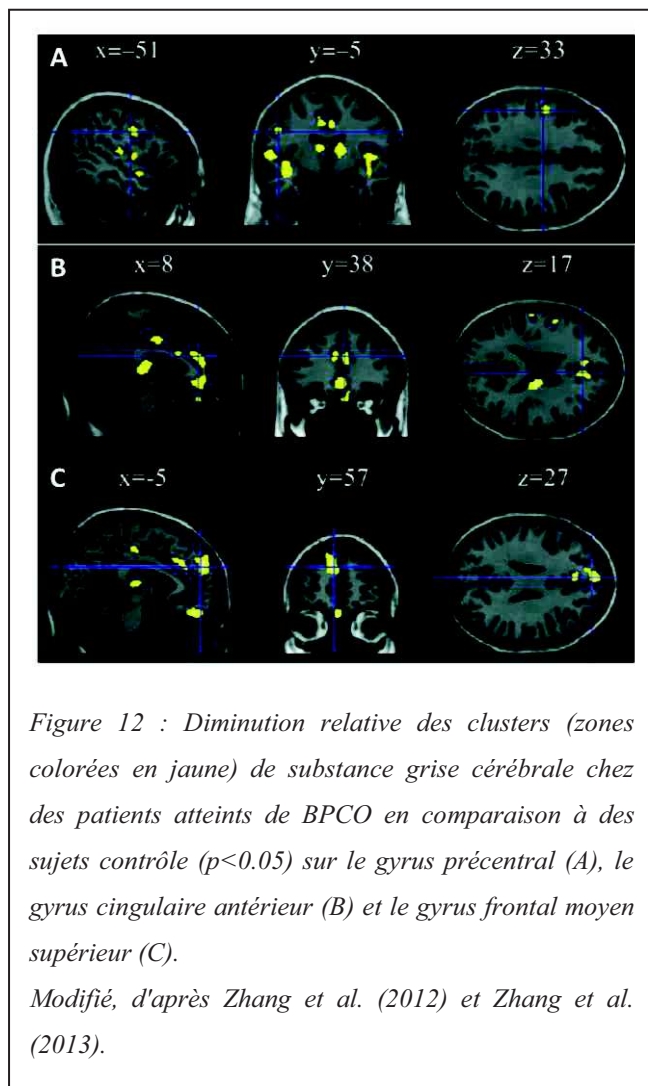 A x=–51 y=–5 z=33
B x=8 y=38 z=17
C x=-5 y=57 z=27
Figure 12 : Diminution relative des clusters (zones
colorées en jaune) de substance grise cérébrale chez
des patients atteints de BPCO en comparaison à des
sujets contrôle (p<0.05) sur le gyrus précentral (A), le
gyrus cingulaire antérieur (B) et le gyrus frontal moyen
supérieur (C).
Modifié, d'après Zhang et al. (2012) et Zhang et al.
(2013).